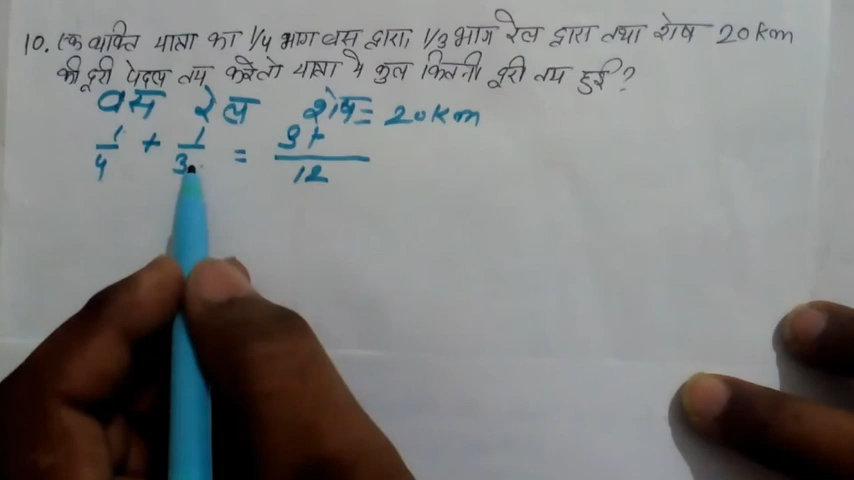 10. एक व्यक्ति यात्रा का 1/4 भाग बस द्वारा, 1/3 भाग रेल द्वारा तथा शेष 20 km
की दूरी पैदल तय करे तो यात्रा में कुल कितनी दूरी तय हुई?
बस रेल शेष = 20 km
1/4 + 1/3 = 3+/12